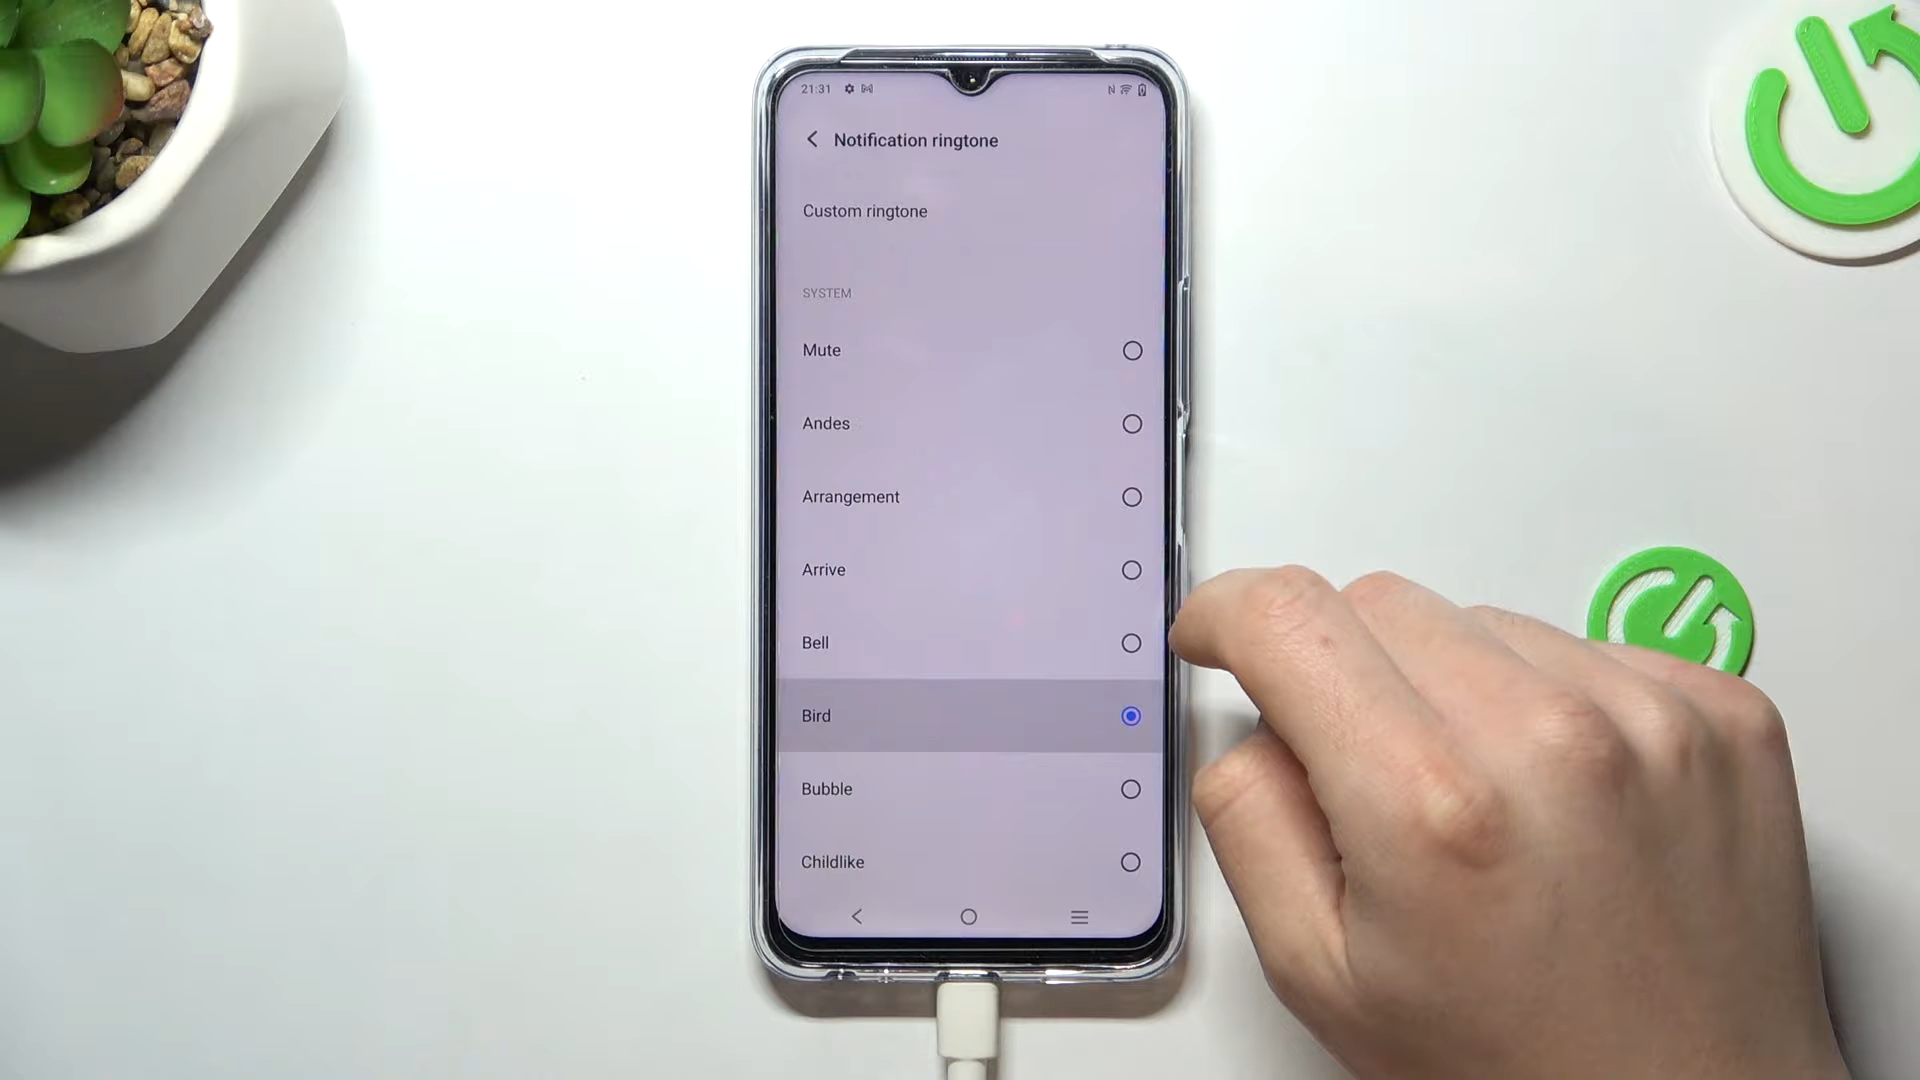 21:31
Notification ringtone
Custom ringtone
SYSTEM
Mute
Andes
Arrangement
Arrive
Bell
Bird
Bubble
Childlike